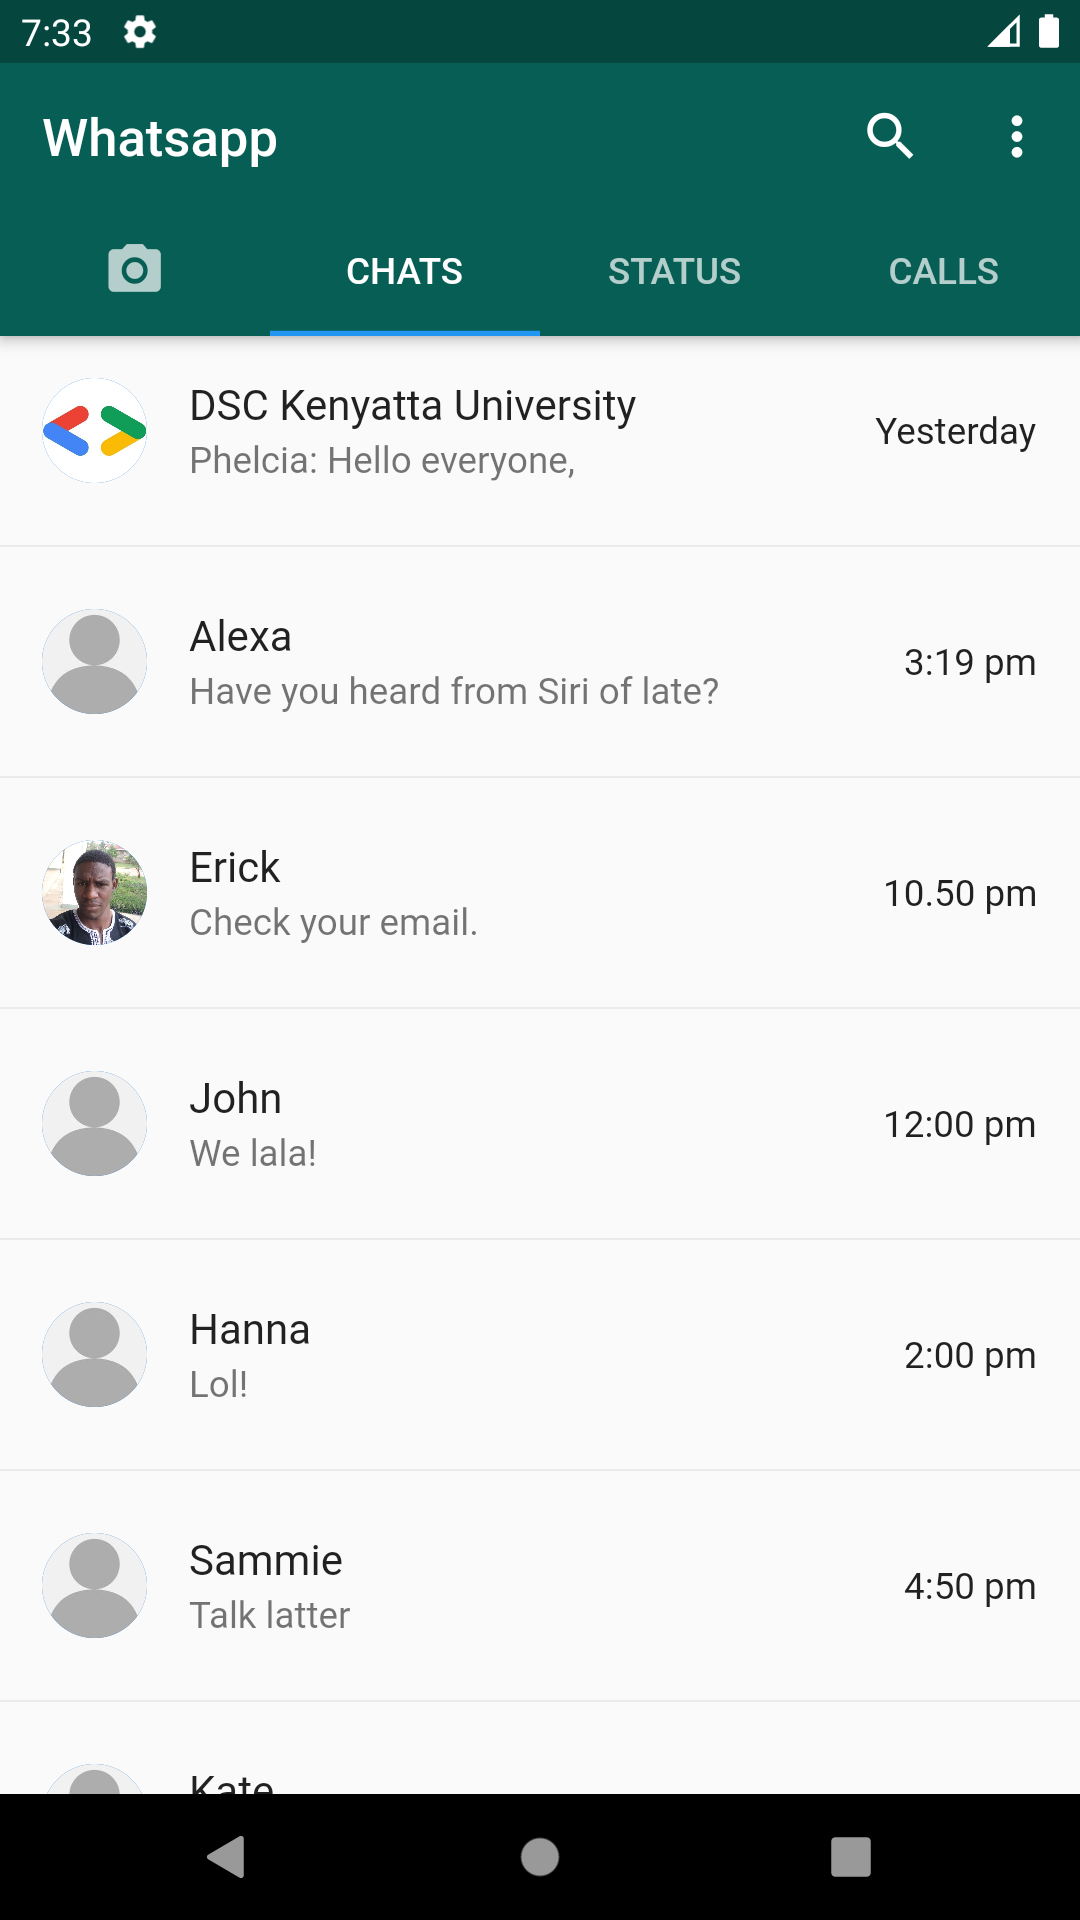 7:33
Whatsapp
CHATS STATUS CALLS
DSC Kenyatta University
Yesterday
Phelcia: Hello everyone,
Alexa
3:19 pm
Have you heard from Siri of late?
Erick
10.50 pm
Check your email.
John
12:00 pm
We lala!
Hanna
2:00 pm
Lol!
Sammie
4:50 pm
Talk latter
Kate